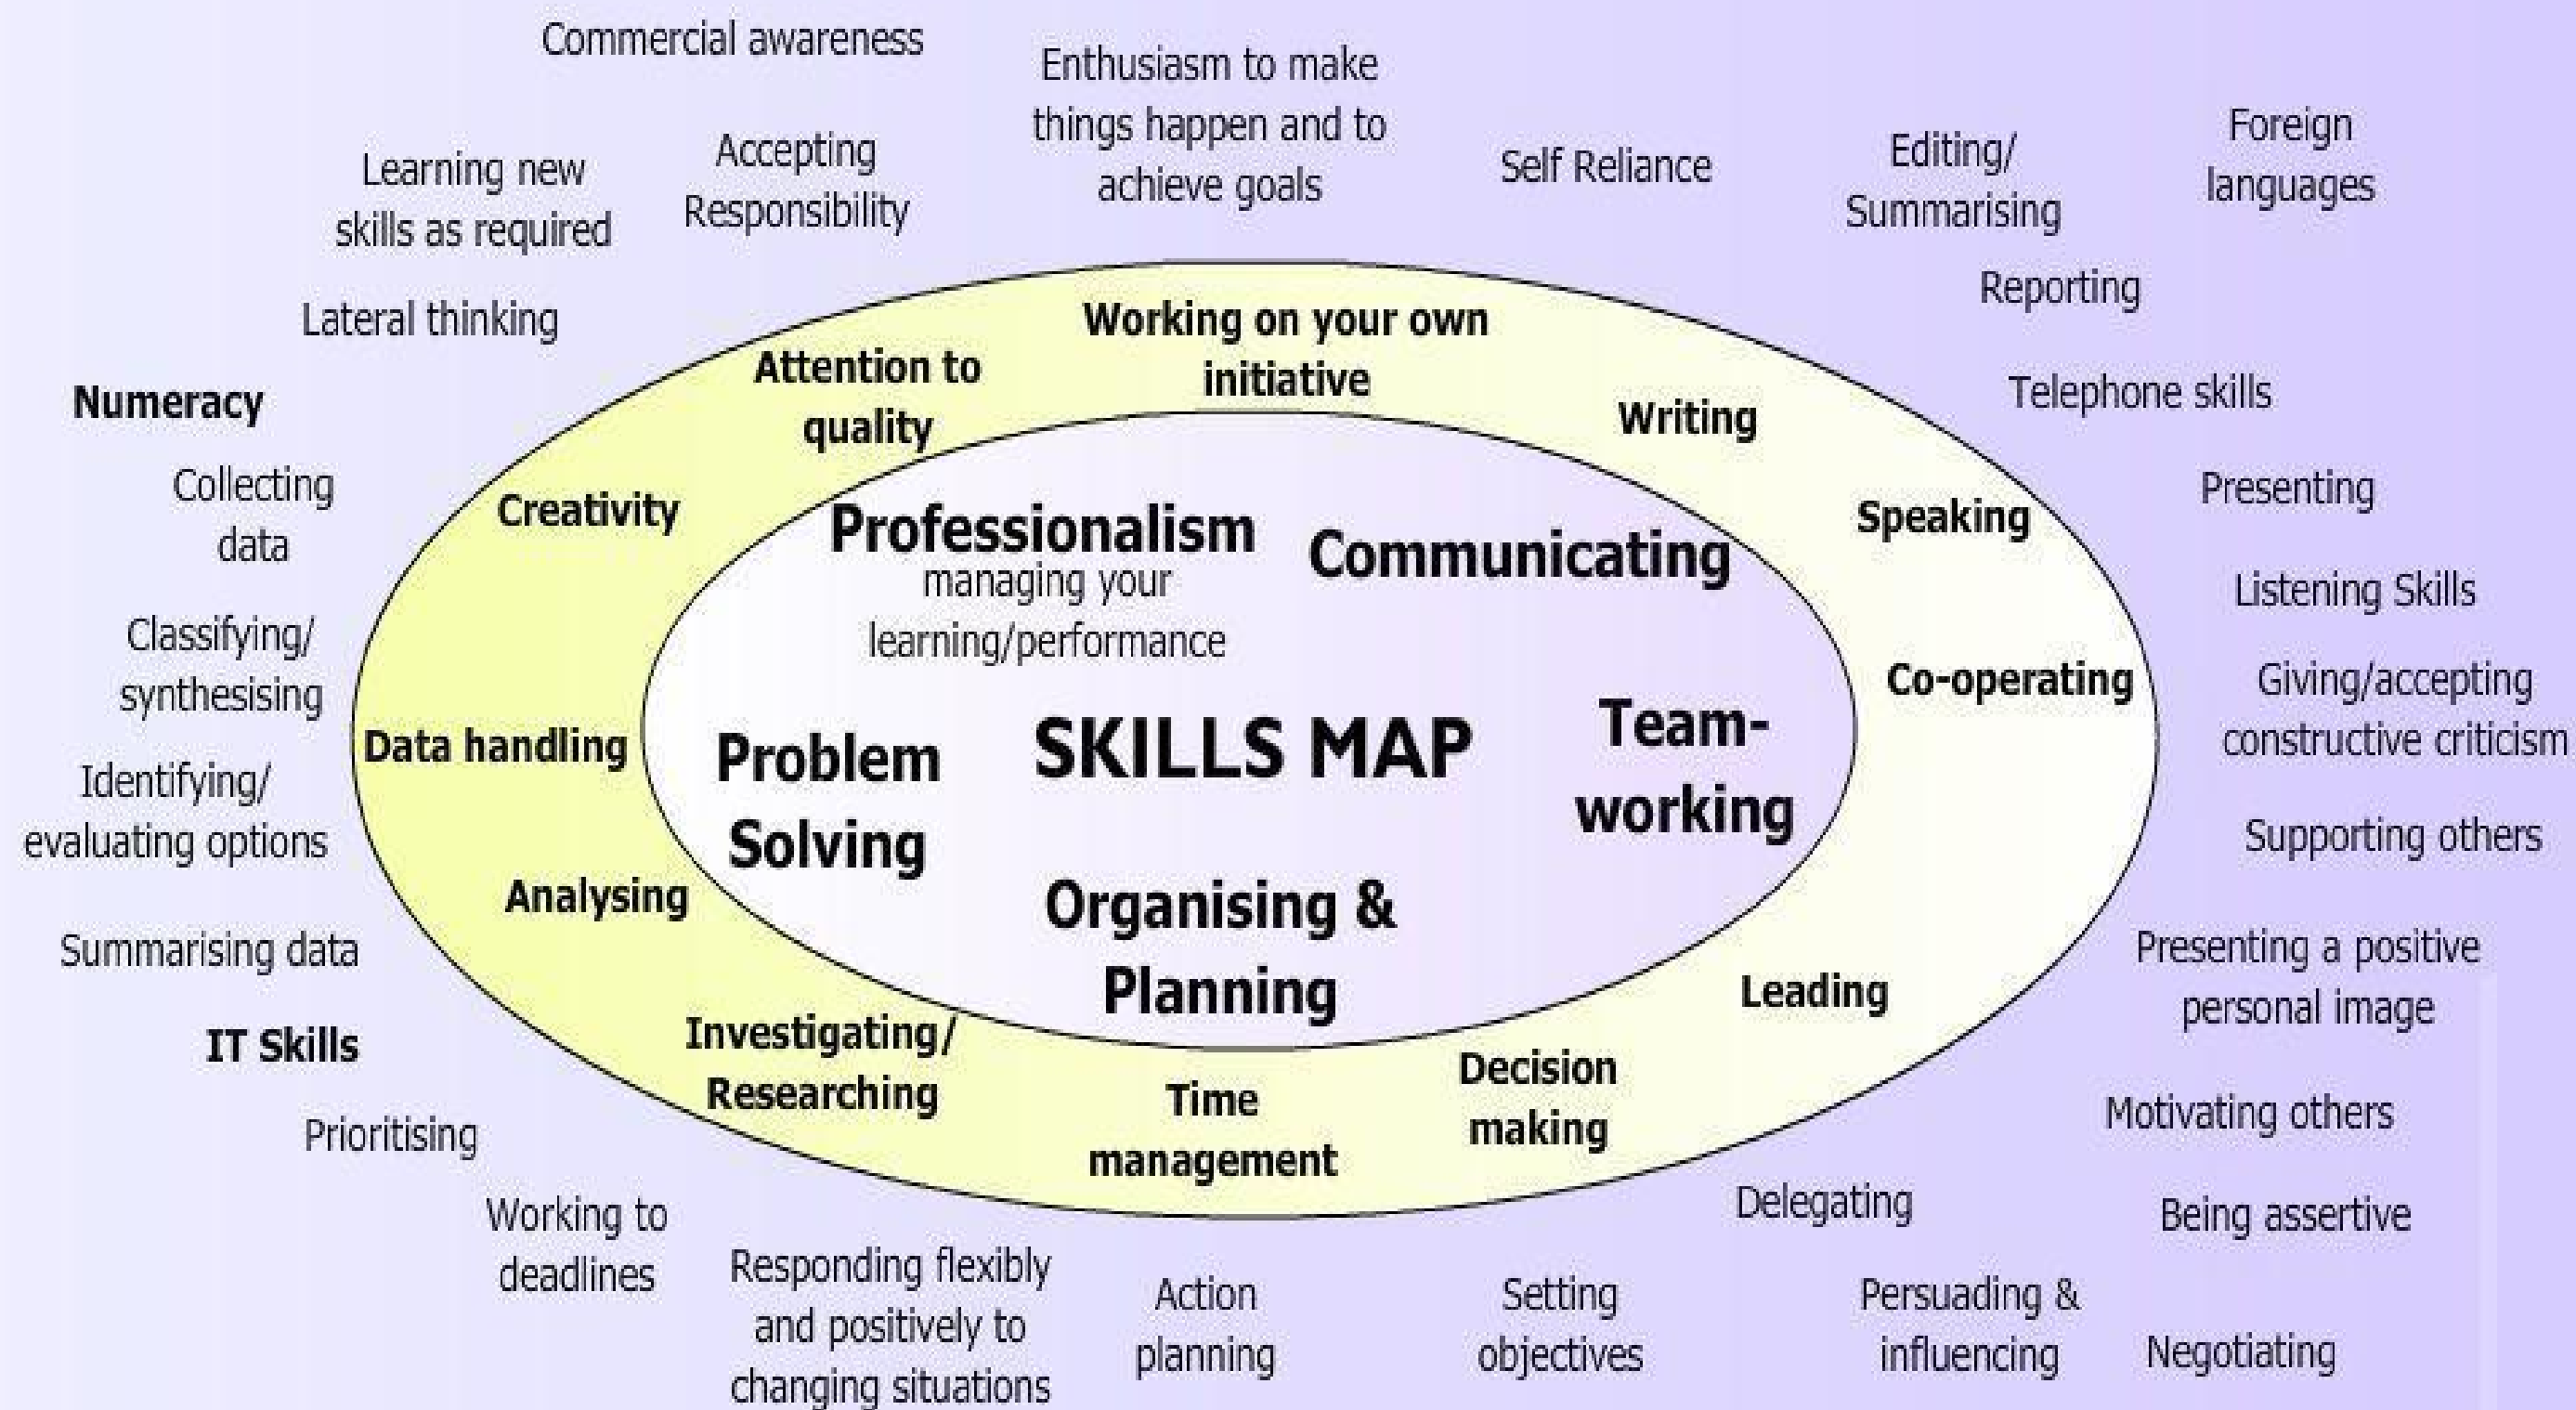 Commercial awareness
Enthusiasm to make
things happen and to
achieve goals
Learning new
skills as required
Accepting
Responsibility
Self Reliance
Editing/
Summarising
Foreign
languages
Reporting
Lateral thinking
Telephone skills
Numeracy
Presenting
Collecting
data
Listening Skills
Classifying/
synthesising
Giving/accepting
constructive criticism
Identifying/
evaluating options
Supporting others
Summarising data
Presenting a positive
personal image
IT Skills
Motivating others
Prioritising
Working to
deadlines
Delegating
Being assertive
Responding flexibly
and positively to
changing situations
Action
planning
Setting
objectives
Persuading &
influencing
Negotiating
Working on your own
initiative
Attention to
quality
Writing
Creativity
Speaking
Co-operating
Data handling
Analysing
Leading
Investigating/
Researching
Time
management
Decision
making
Professionalism
managing your
learning/performance
Communicating
Problem
Solving
SKILLS MAP
Team-
working
Organising &
Planning